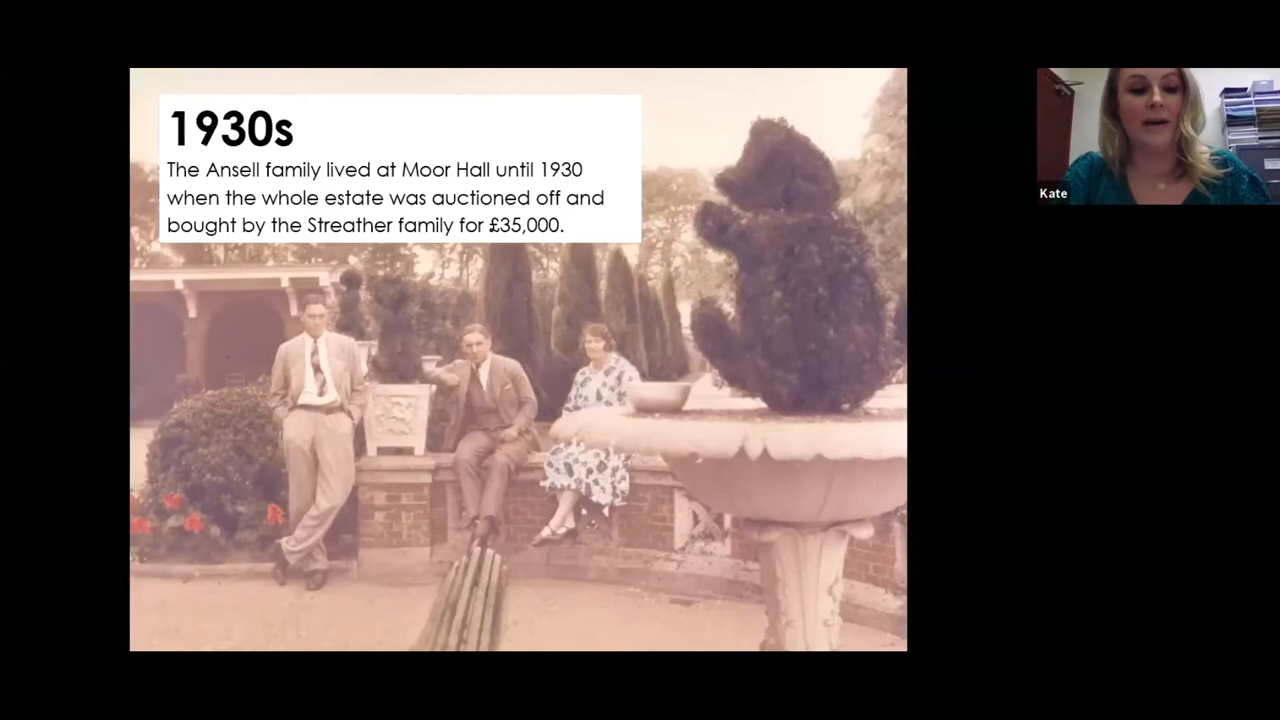 1930s
The Ansell family lived at Moor Hall until 1930
when the whole estate was auctioned off and
bought by the Streather family for £35,000.
Kate